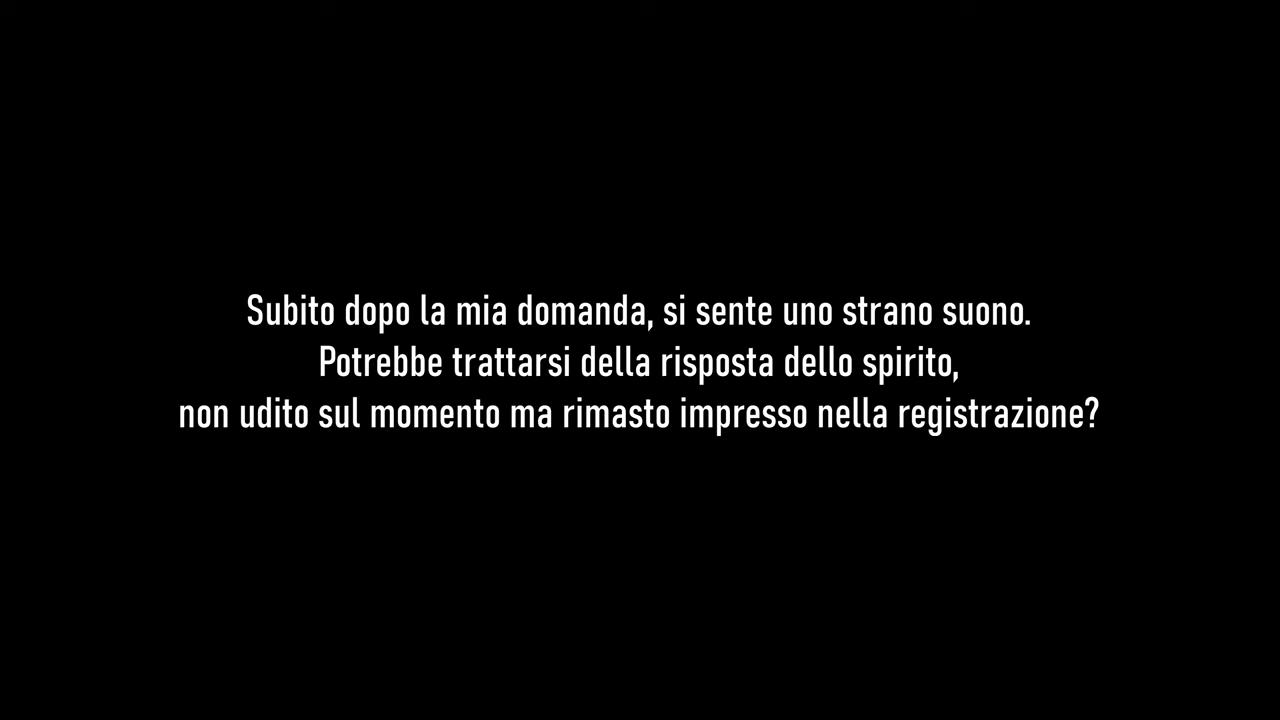 Subito dopo la mia domanda, si sente uno strano suono.
Potrebbe trattarsi della risposta dello spirito,
non udito sul momento ma rimasto impresso nella registrazione?